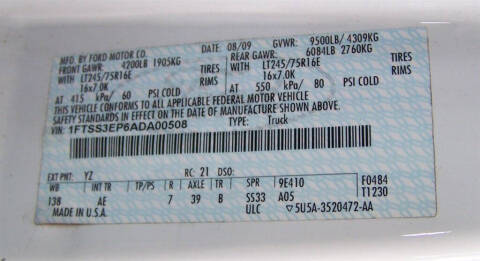 MFD. BY FORD MOTOR CO.
DATE: 08/09 GVWR: 9500LB/ 4309KG
FRONT GAWR: 4200LB 1905KG REAR GAWR: 6084LB 2760KG
LT245/75R16E TIRES WITH LT245/75R16E TIRES
16x7.0K RIMS 16x7.0K RIMS
AT 415 kPa/ 60 PSI COLD AT 550 kPa/ 80 PSI COLD
THIS VEHICLE CONFORMS TO ALL APPLICABLE FEDERAL MOTOR VEHICLE
SAFETY STANDARDS IN EFFECT ON THE DATE OF MANUFACTURE SHOWN ABOVE.
1FTSS3EP6ADA00508 TYPE: Truck
EXT PNT: YZ RC: 21 DSO:
WB INT TR TP/PS R AXLE TR SPR 9E410 F0484
138 AE 7 39 B SS33 A05 T1230
MADE IN U.S.A. ULC 5U5A-3520472-AA